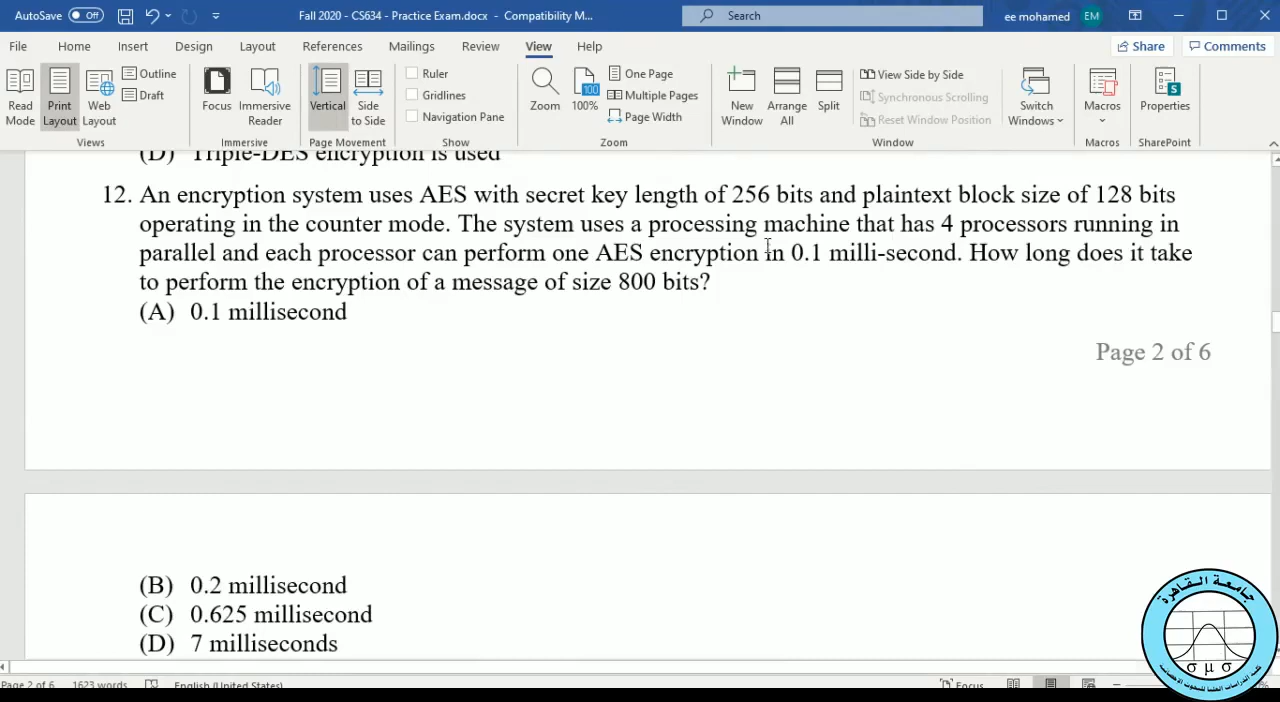 AutoSave Off Fall 2020 - CS634 - Practice Exam.docx - Compatibility M... Search ee mohamed EM
File Home Insert Design Layout References Mailings Review View Help Share Comments
Read Mode
Print Layout
Web Layout
Outline
Draft
Views
Focus
Immersive Reader
Immersive
Vertical
Side to Side
Page Movement
Ruler
Gridlines
Navigation Pane
Show
Zoom
100
100%
One Page
Multiple Pages
Page Width
Zoom
New Window
Arrange All
Split
View Side by Side
Synchronous Scrolling
Reset Window Position
Switch Windows
Window
Macros
Macros
Properties
SharePoint
(D) Triple-DES encryption is used
12. An encryption system uses AES with secret key length of 256 bits and plaintext block size of 128 bits
operating in the counter mode. The system uses a processing machine that has 4 processors running in
parallel and each processor can perform one AES encryption in 0.1 milli-second. How long does it take
to perform the encryption of a message of size 800 bits?
(A) 0.1 millisecond
Page 2 of 6
(B) 0.2 millisecond
(C) 0.625 millisecond
(D) 7 milliseconds
جامعة القاهرة
σ μ σ
Page 2 of 6 1623 words English (United States) Focus